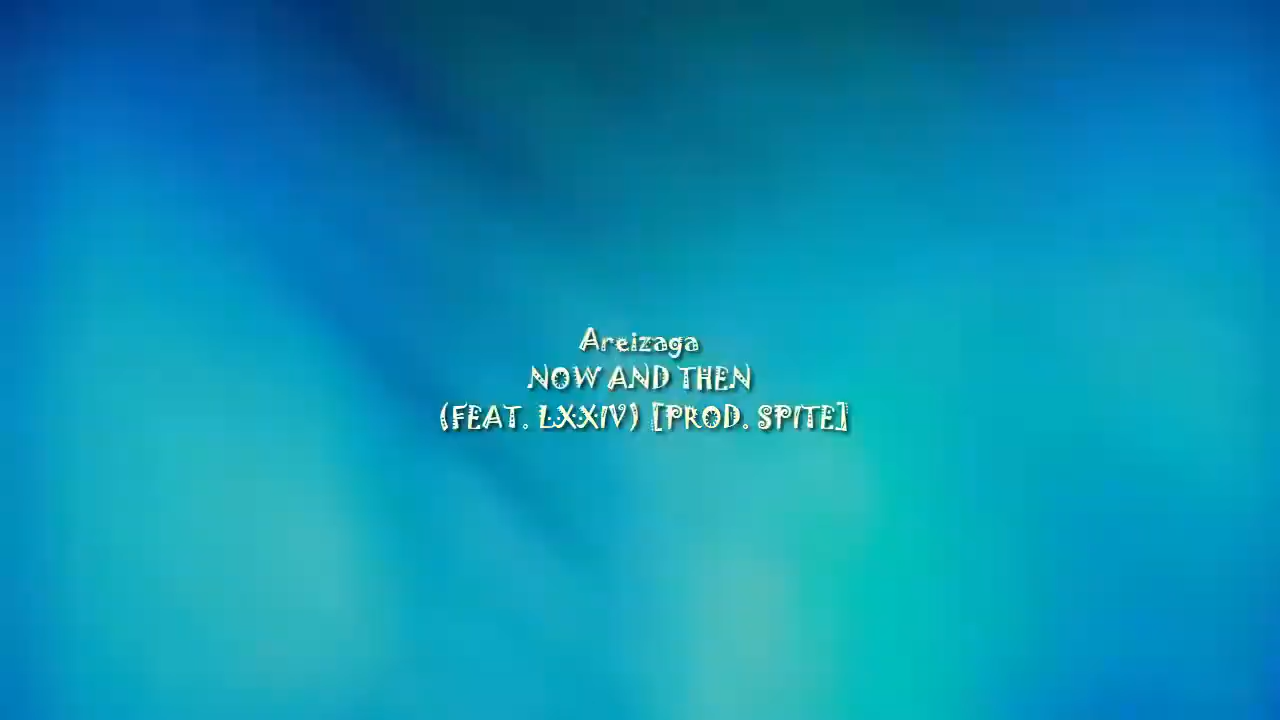 Areizaga
NOW AND THEN
(FEAT. LXXIV) [PROD. SPITE]